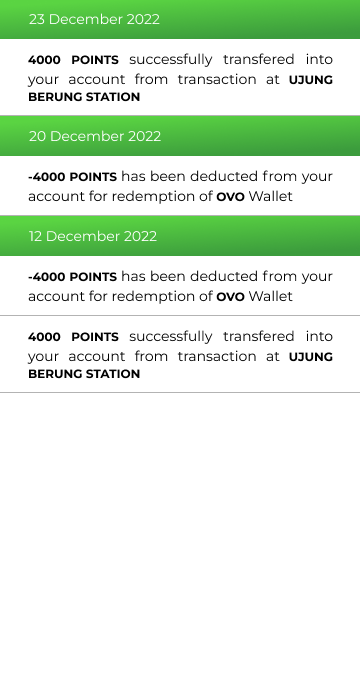 23 December 2022
4000 POINTS successfully transfered into
your account from transaction at UJUNG
BERUNG STATION
20 December 2022
-4000 POINTS has been deducted from your
account for redemption of OVO Wallet
12 December 2022
-4000 POINTS has been deducted from your
account for redemption of OVO Wallet
4000 POINTS successfully transfered into
your account from transaction at UJUNG
BERUNG STATION